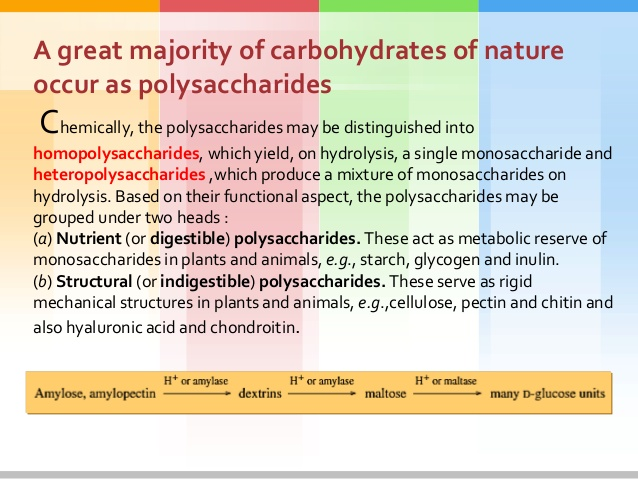 A great majority of carbohydrates of nature
occur as polysaccharides
Chemically, the polysaccharides may be distinguished into
homopolysaccharides, which yield, on hydrolysis, a single monosaccharide and
heteropolysaccharides ,which produce a mixture of monosaccharides on
hydrolysis. Based on their functional aspect, the polysaccharides may be
grouped under two heads :
(a) Nutrient (or digestible) polysaccharides. These act as metabolic reserve of
monosaccharides in plants and animals, e.g., starch, glycogen and inulin.
(b) Structural (or indigestible) polysaccharides. These serve as rigid
mechanical structures in plants and animals, e.g.,cellulose, pectin and chitin and
also hyaluronic acid and chondroitin.
H+ or amylase H+ or amylase H+ or maltase
Amylose, amylopectin → dextrins → maltose → many D-glucose units